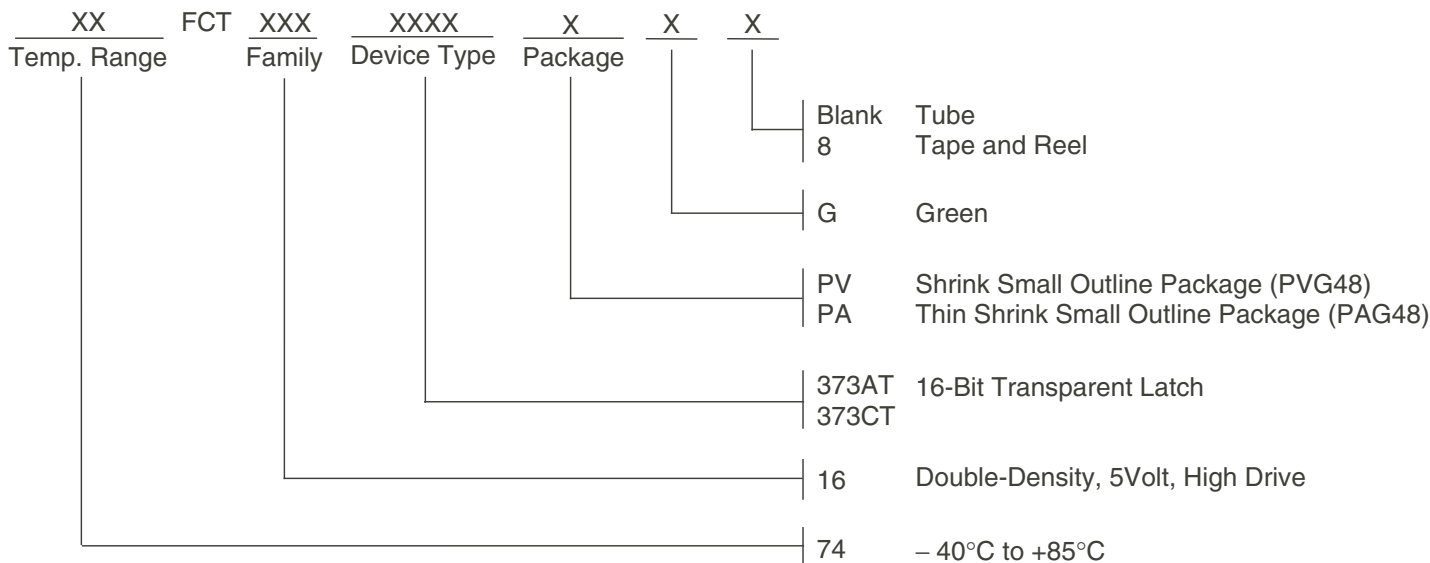 XX FCT XXX XXXX X X X
Temp. Range Family Device Type Package
Blank Tube
8 Tape and Reel
G Green
PV Shrink Small Outline Package (PVG48)
PA Thin Shrink Small Outline Package (PAG48)
373AT 16-Bit Transparent Latch
373CT
16 Double-Density, 5Volt, High Drive
74 – 40°C to +85°C